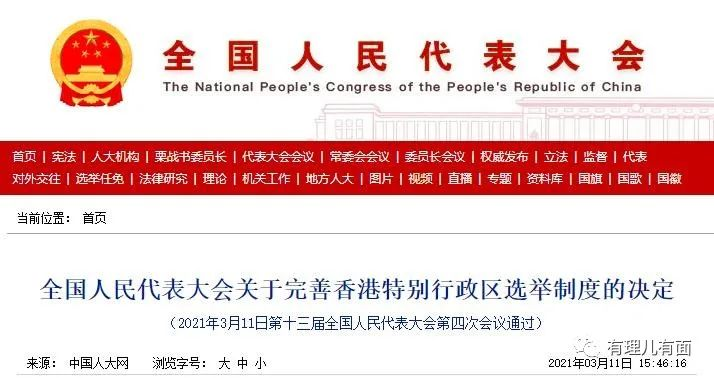 全国人民代表大会
The National People's Congress of the People's Republic of China
首页 | 宪法 | 人大机构 | 栗战书委员长 | 代表大会会议 | 常委会会议 | 委员长会议 | 权威发布 | 立法 | 监督 | 代表
对外交往 | 选举任免 | 法律研究 | 理论 | 机关工作 | 地方人大 | 图片 | 视频 | 直播 | 专题 | 资料库 | 国旗 | 国歌 | 国徽
当前位置: 首页
全国人民代表大会关于完善香港特别行政区选举制度的决定
(2021年3月11日第十三届全国人民代表大会第四次会议通过)
有理儿有面
来源: 中国人大网 浏览字号: 大 中 小 2021年03月11日 15:46:16